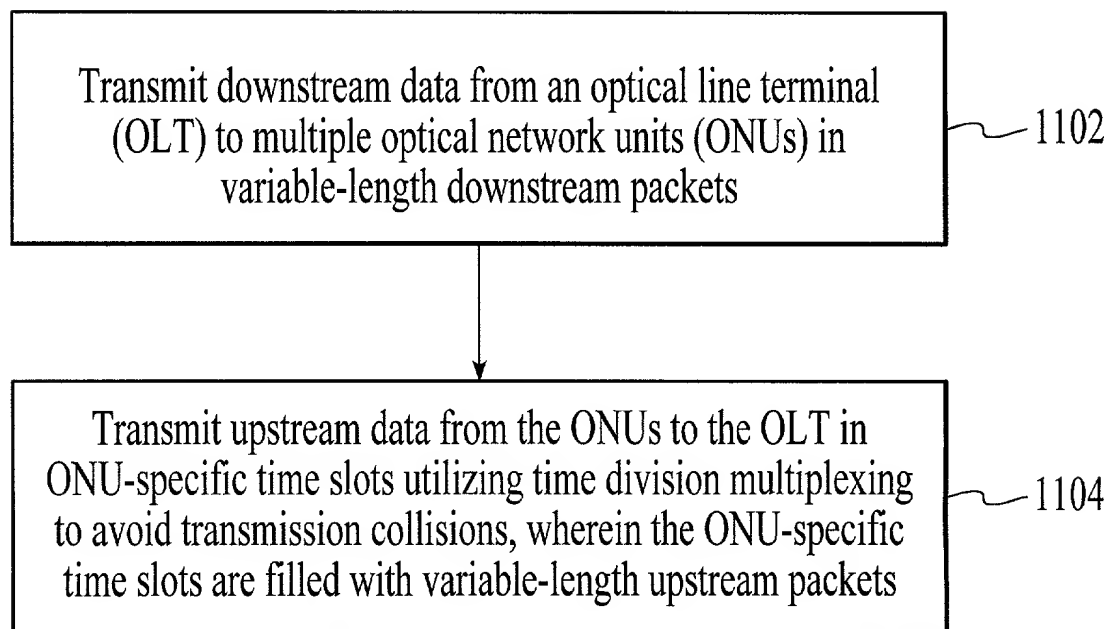 Transmit downstream data from an optical line terminal
(OLT) to multiple optical network units (ONUs) in
variable-length downstream packets
1102
Transmit upstream data from the ONUs to the OLT in
ONU-specific time slots utilizing time division multiplexing
to avoid transmission collisions, wherein the ONU-specific
time slots are filled with variable-length upstream packets
1104